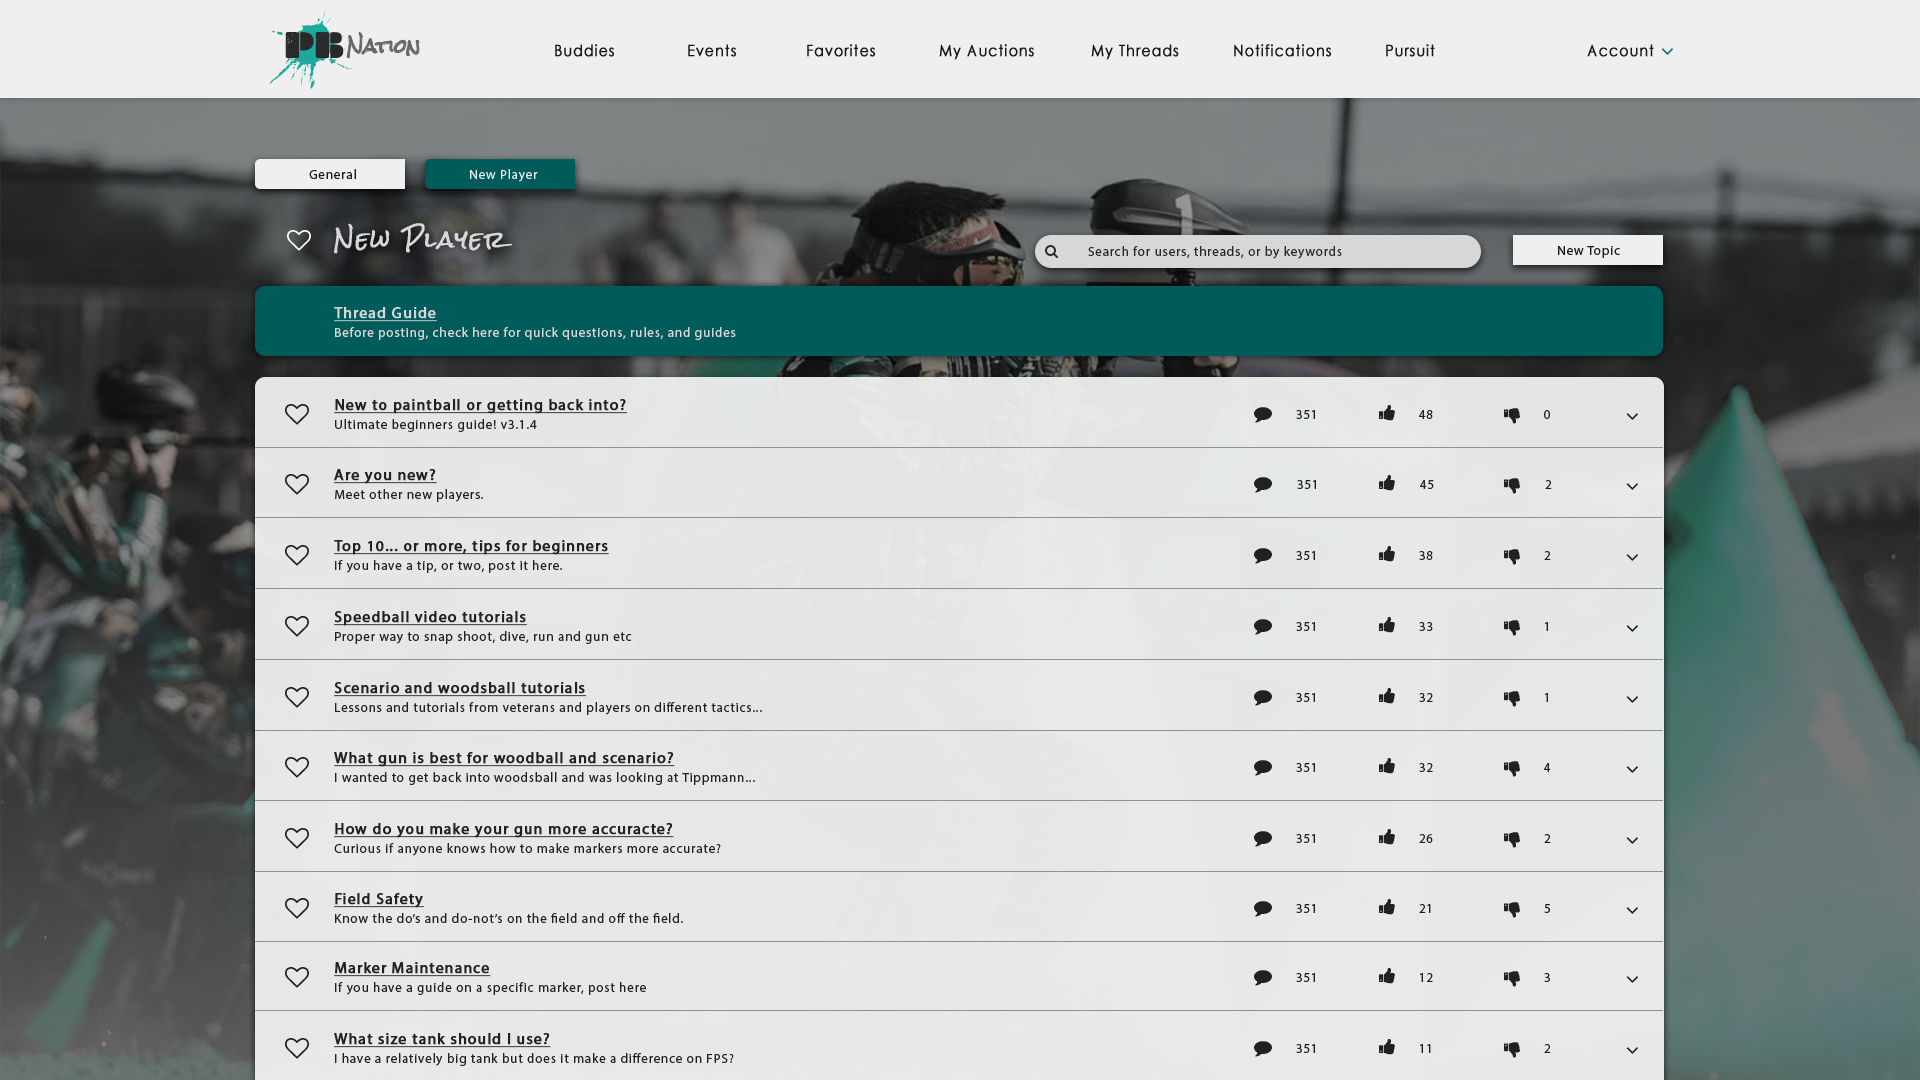 PB NATION
Buddies
Events
Favorites
My Auctions
My Threads
Notifications
Pursuit
Account
General
New Player
New Player
Search for users, threads, or by keywords
New Topic
Thread Guide
Before posting, check here for quick questions, rules, and guides
New to paintball or getting back into?
Ultimate beginners guide! v3.1.4
351 48 0
Are you new?
Meet other new players.
351 45 2
Top 10... or more, tips for beginners
If you have a tip, or two, post it here.
351 38 2
Speedball video tutorials
Proper way to snap shoot, dive, run and gun etc
351 33 1
Scenario and woodsball tutorials
Lessons and tutorials from veterans and players on different tactics...
351 32 1
What gun is best for woodball and scenario?
I wanted to get back into woodsball and was looking at Tippmann...
351 32 4
How do you make your gun more accuracte?
Curious if anyone knows how to make markers more accurate?
351 26 2
Field Safety
Know the do's and do-not's on the field and off the field.
351 21 5
Marker Maintenance
If you have a guide on a specific marker, post here
351 12 3
What size tank should I use?
I have a relatively big tank but does it make a difference on FPS?
351 11 2